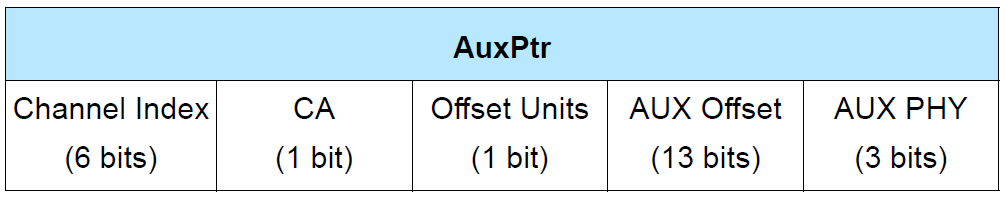 AuxPtr
Channel Index CA Offset Units AUX Offset AUX PHY
(6 bits) (1 bit) (1 bit) (13 bits) (3 bits)